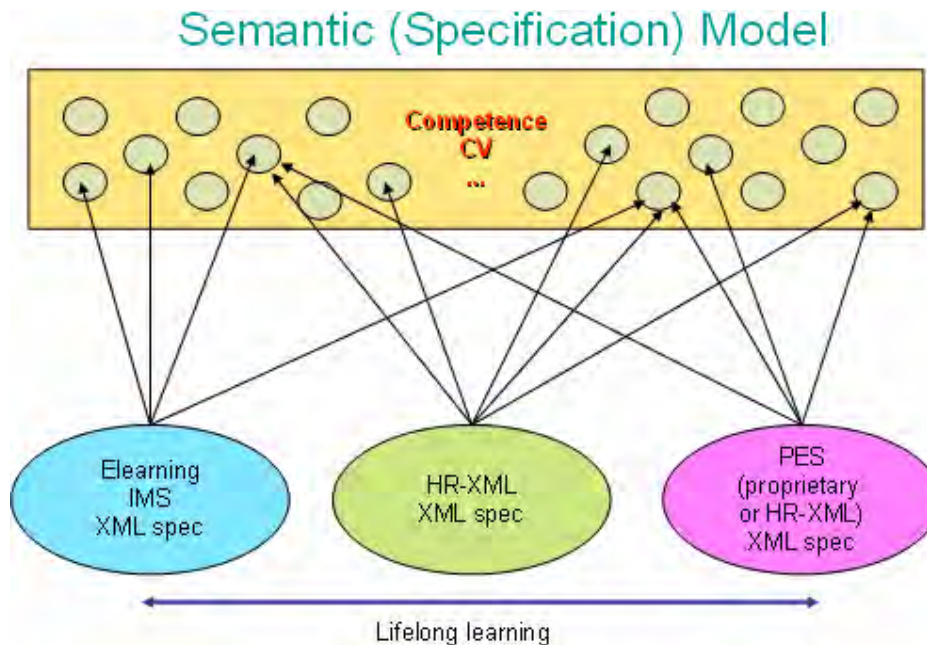 Semantic (Specification) Model
Competence
CV
...
Elearning
IMS
XML spec
HR-XML
XML spec
PES
(proprietary
or HR-XML)
XML spec
Lifelong learning